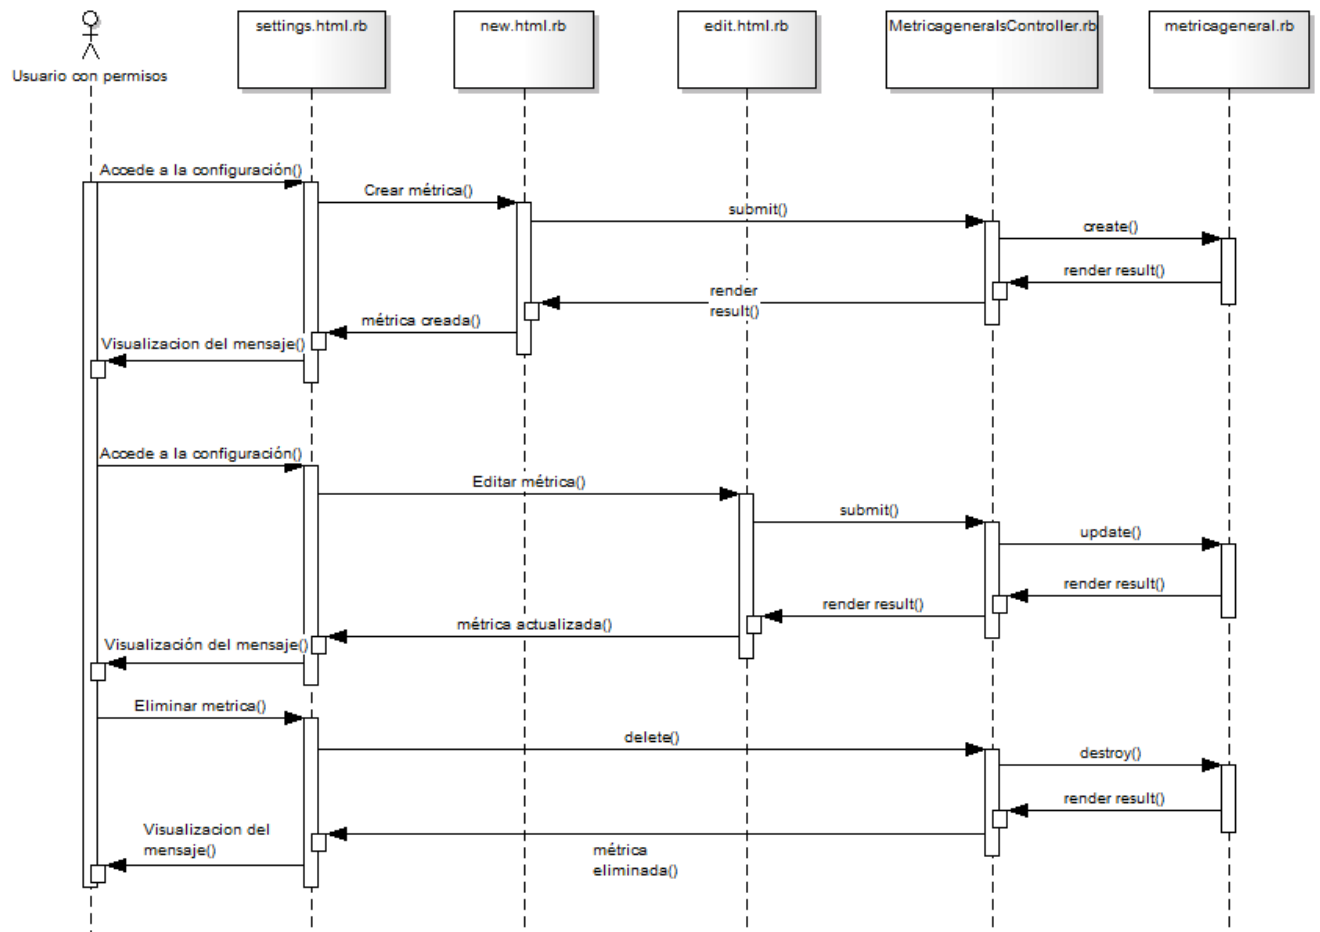 settings.html.rb
new.html.rb
edit.html.rb
MetricageneralsController.rb
metricageneral.rb
Usuario con permisos
Accede a la configuración()
Crear métrica()
submit()
create()
render result()
render
result()
métrica creada()
Visualizacion del mensaje()
Accede a la configuración()
Editar métrica()
submit()
update()
render result()
render result()
métrica actualizada()
Visualización del mensaje()
Eliminar metrica()
delete()
destroy()
render result()
Visualizacion del
mensaje()
métrica
eliminada()